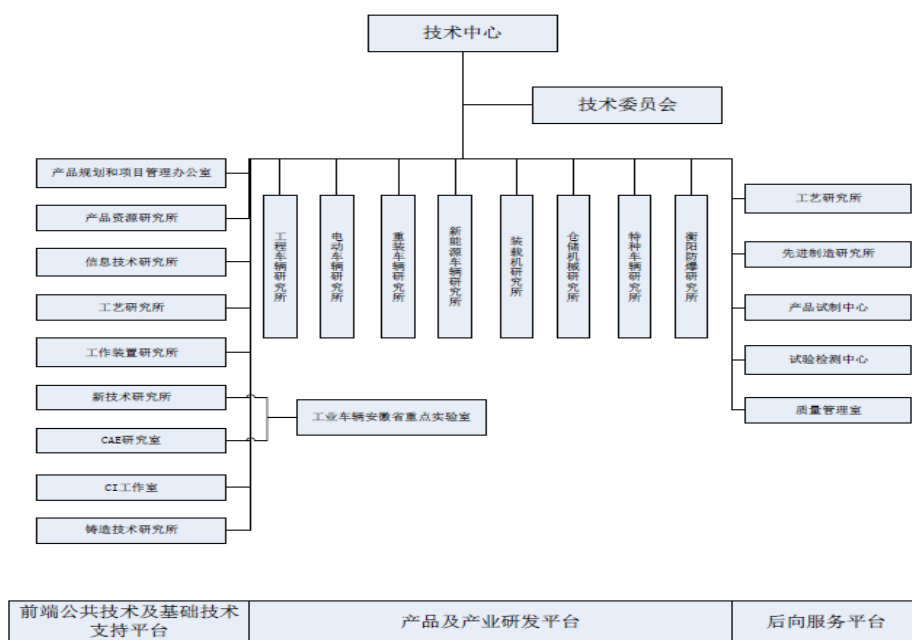 技术中心
技术委员会
产品规划和项目管理办公室
产品资源研究所
信息技术研究所
工艺研究所
工作装置研究所
新技术研究所
CAE研究室
CI工作室
铸造技术研究所
工程车辆研究所
电动车辆研究所
重装车辆研究所
新能源车辆研究所
装载机研究所
仓储机械研究所
特种车辆研究所
衡阳防爆研究所
工业车辆安徽省重点实验室
工艺研究所
先进制造研究所
产品试制中心
试验检测中心
质量管理室
前端公共技术及基础技术
支持平台
产品及产业研发平台
后向服务平台